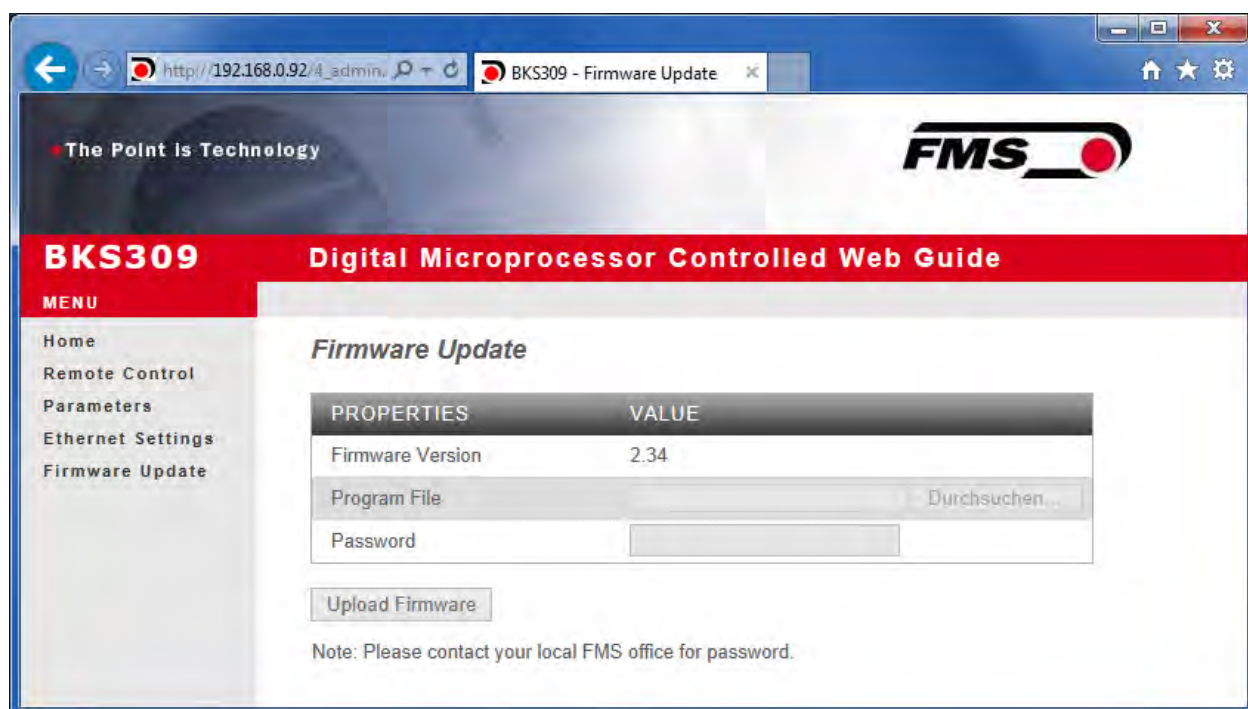 http://192.168.0.92/4_admin.
BKS309 - Firmware Update
The Point is Technology
FMS
BKS309
Digital Microprocessor Controlled Web Guide
MENU
Home
Remote Control
Parameters
Ethernet Settings
Firmware Update
Firmware Update
PROPERTIES VALUE
Firmware Version 2.34
Program File Durchsuchen...
Password
Upload Firmware
Note: Please contact your local FMS office for password.